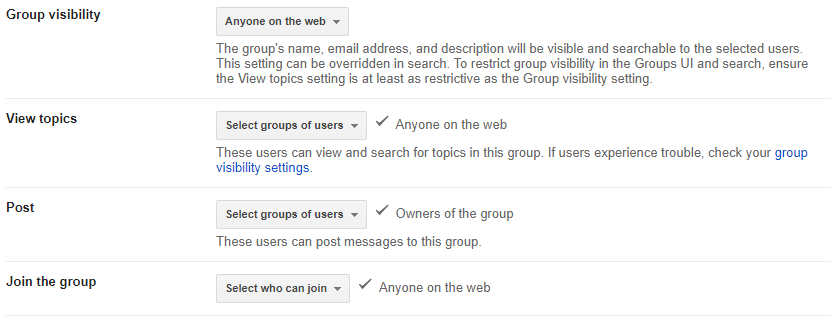 Group visibility
Anyone on the web
The group's name, email address, and description will be visible and searchable to the selected users.
This setting can be overridden in search. To restrict group visibility in the Groups UI and search, ensure
the View topics setting is at least as restrictive as the Group visibility setting.
View topics
Select groups of users Anyone on the web
These users can view and search for topics in this group. If users experience trouble, check your group
visibility settings.
Post
Select groups of users Owners of the group
These users can post messages to this group.
Join the group
Select who can join Anyone on the web